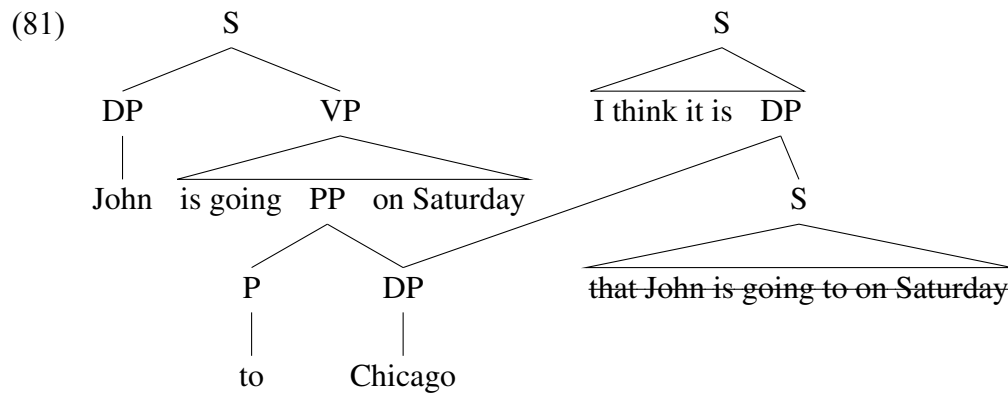 (81) S S
DP VP I think it is DP
John is going PP on Saturday S
P DP that John is going to on Saturday
to Chicago